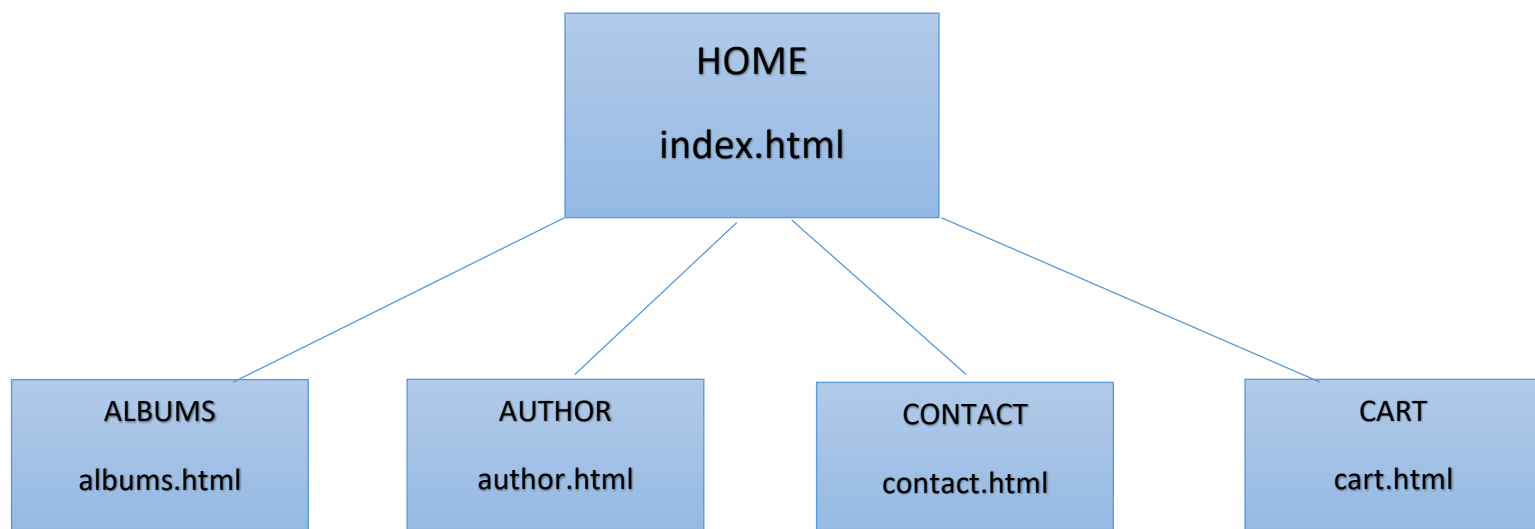 HOME
index.html
ALBUMS
albums.html
AUTHOR
author.html
CONTACT
contact.html
CART
cart.html